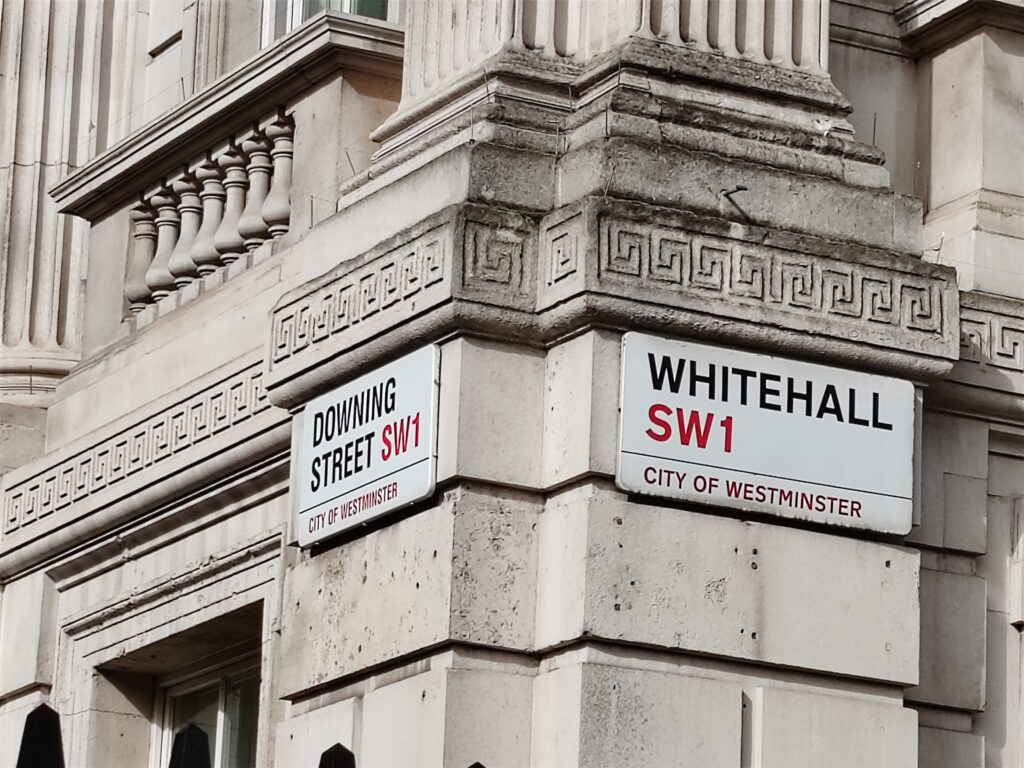 DOWNING
STREET SW1
CITY OF WESTMINSTER
WHITEHALL
SW1
CITY OF WESTMINSTER